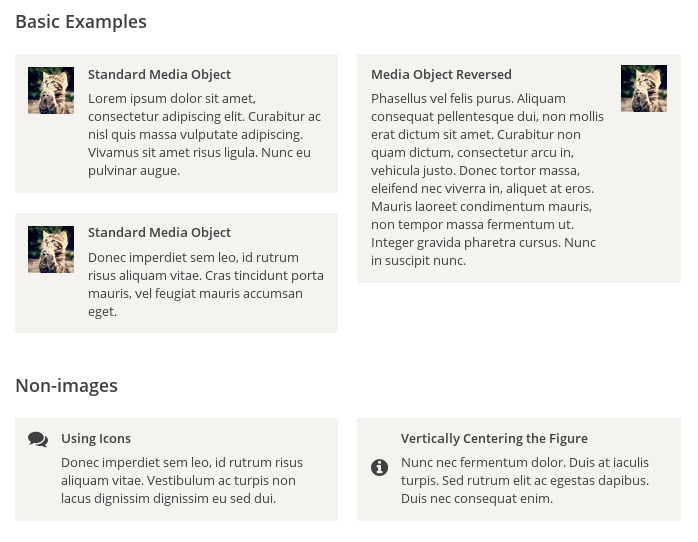 Basic Examples
Standard Media Object
Lorem ipsum dolor sit amet,
consectetur adipiscing elit. Curabitur ac
nisl quis massa vulputate adipiscing.
Vivamus sit amet risus ligula. Nunc eu
pulvinar augue.
Standard Media Object
Donec imperdiet sem leo, id rutrum
risus aliquam vitae. Cras tincidunt porta
mauris, vel feugiat mauris accumsan
eget.
Media Object Reversed
Phasellus vel felis purus. Aliquam
consequat pellentesque dui, non mollis
erat dictum sit amet. Curabitur non
quam dictum, consectetur arcu in,
vehicula justo. Donec tortor massa,
eleifend nec viverra in, aliquet at eros.
Mauris laoreet condimentum mauris,
non tempor massa fermentum ut.
Integer gravida pharetra cursus. Nunc
in suscipit nunc.
Non-images
Using Icons
Donec imperdiet sem leo, id rutrum risus
aliquam vitae. Vestibulum ac turpis non
lacus dignissim dignissim eu sed dui.
Vertically Centering the Figure
Nunc nec fermentum dolor. Duis at iaculis
turpis. Sed rutrum elit ac egestas dapibus.
Duis nec consequat enim.